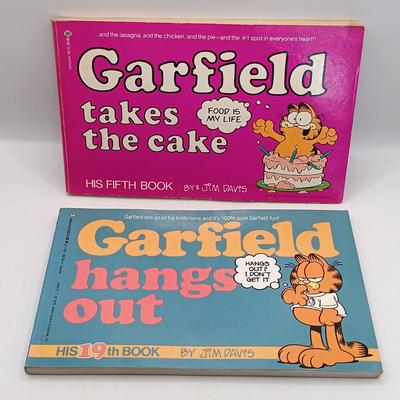 and the lasagna, and the chicken, and the pie—and the #1 spot in everyone's heart!!
Garfield
takes
the cake
FOOD IS
MY LIFE
HIS FIFTH BOOK
BY: JIM DAVIS
Garfield lets go of his inhibitions and it's 100% pure Garfield fun!
Garfield
hangs
out
HANGS
OUT?
I DON'T
GET IT
HIS 19th BOOK
BY JIM DAVIS